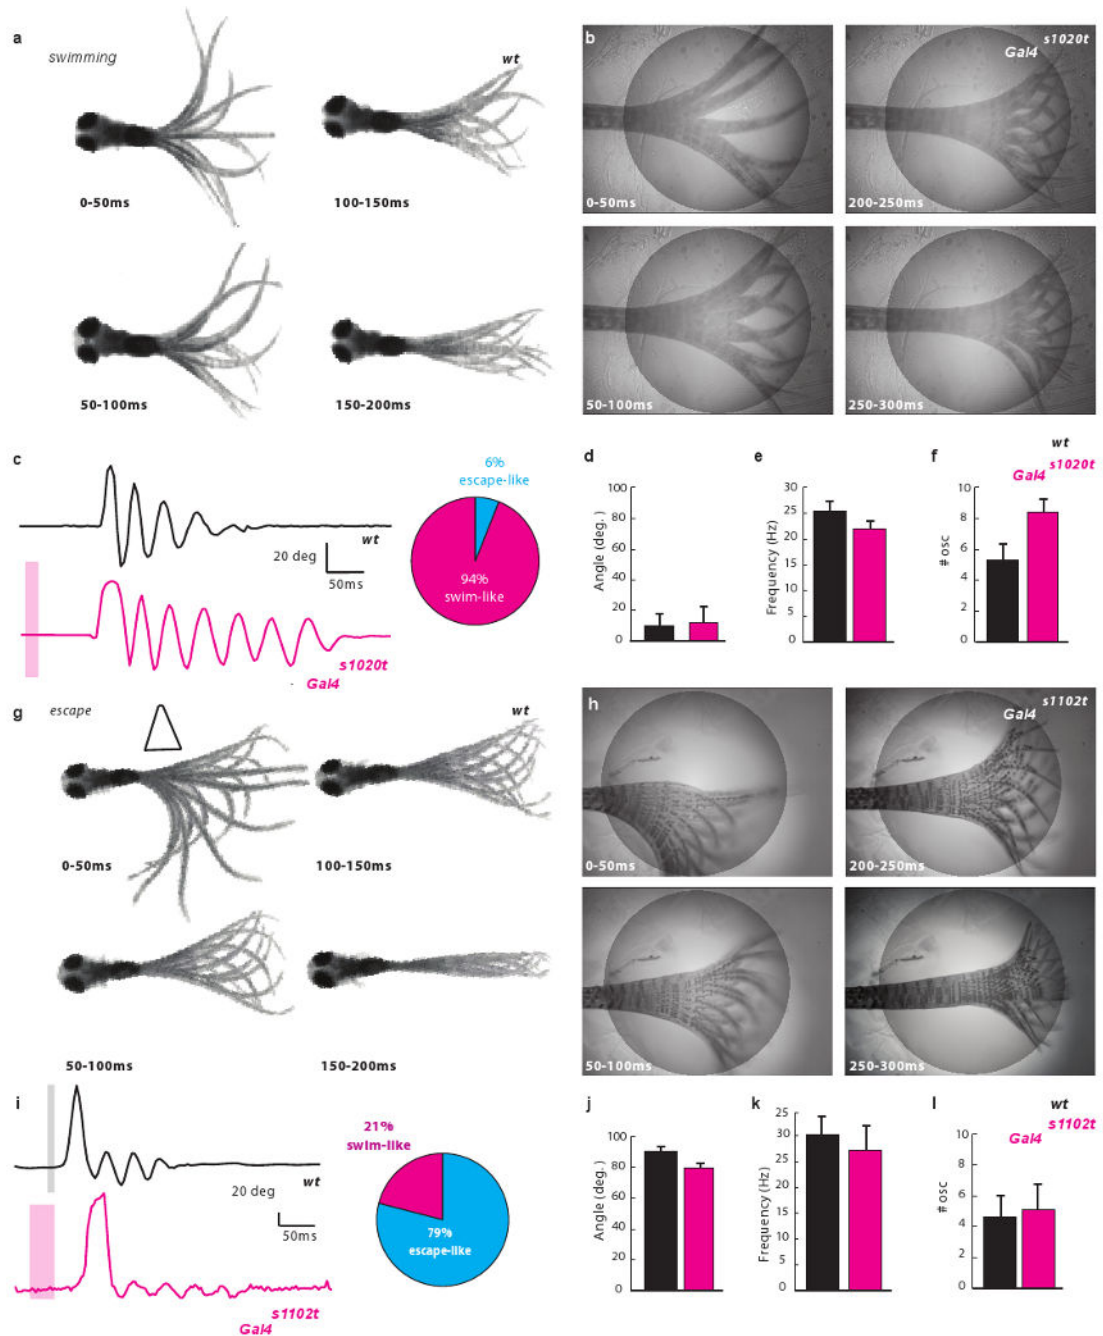 a
swimming
wt
0-50ms
100-150ms
50-100ms
150-200ms
b
Gal4 s1020t
0-50ms
200-250ms
50-100ms
250-300ms
c
wt
20 deg
50ms
s1020t
Gal4
6%
escape-like
94%
swim-like
d
Angle (deg.)
100
80
60
40
20
0
e
Frequency (Hz)
30
25
20
15
10
5
0
f
wt
Gal4 s1020t
# osc
10
8
6
4
2
0
g
escape
wt
0-50ms
100-150ms
50-100ms
150-200ms
h
Gal4 s1102t
0-50ms
200-250ms
50-100ms
250-300ms
i
wt
20 deg
50ms
s1102t
Gal4
21%
swim-like
79%
escape-like
j
Angle (deg.)
100
80
60
40
20
0
k
Frequency (Hz)
25
30
25
20
15
10
5
0
l
wt
Gal4 s1102t
# osc
10
8
6
4
2
0